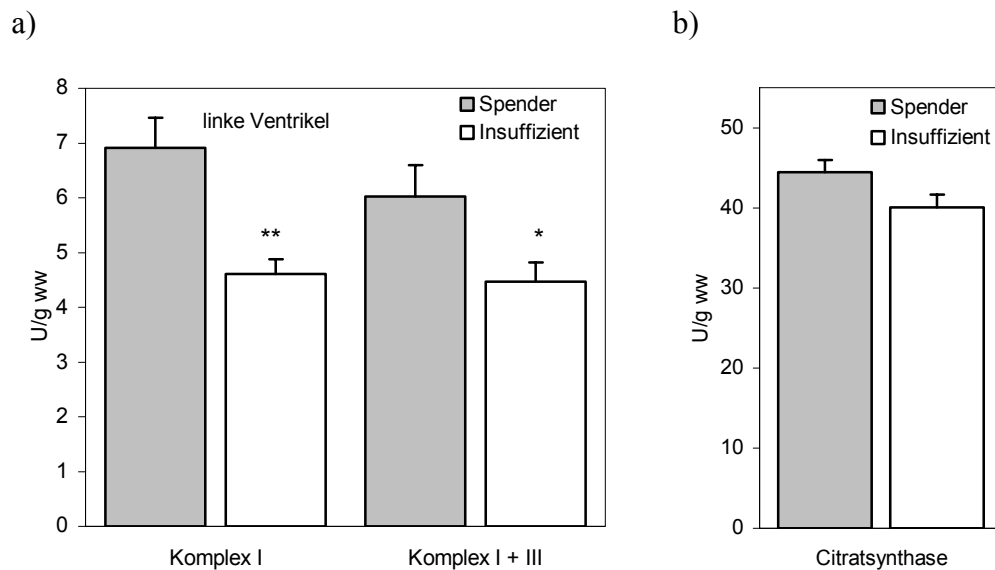 a)
b)
8
7
6
5
4
3
2
1
0
U/g ww
linke Ventrikel
Spender
Insuffizient
**
*
Komplex I
Komplex I + III
50
40
30
20
10
0
U/g ww
Spender
Insuffizient
Citratsynthase